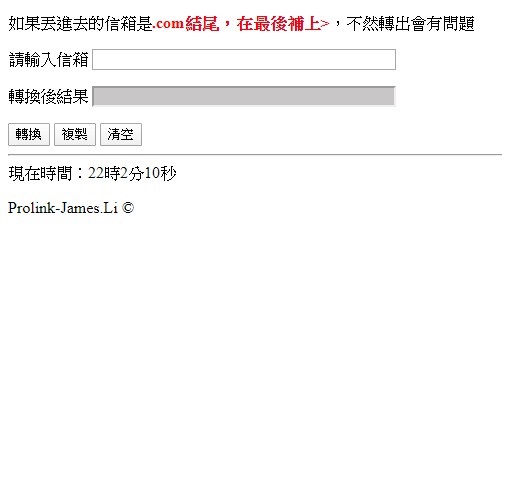 如果丟進去的信箱是.com結尾，在最後補上>，不然轉出會有問題
請輸入信箱
轉換後結果
轉換 複製 清空
現在時間：22時2分10秒
Prolink-James.Li ©